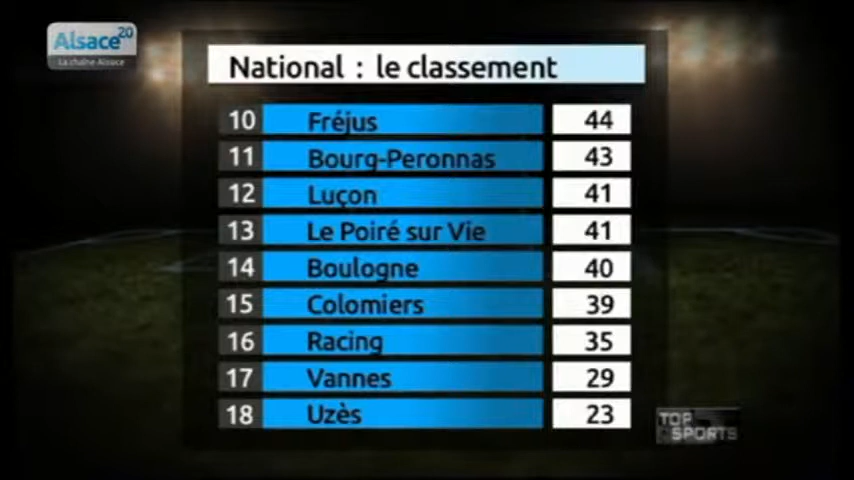 Alsace20
La chaîne Alsace
National : le classement
10 Fréjus 44
11 Bourg-Peronnas 43
12 Luçon 41
13 Le Poiré sur Vie 41
14 Boulogne 40
15 Colomiers 39
16 Racing 35
17 Vannes 29
18 Uzès 23
TOP
SPORTS